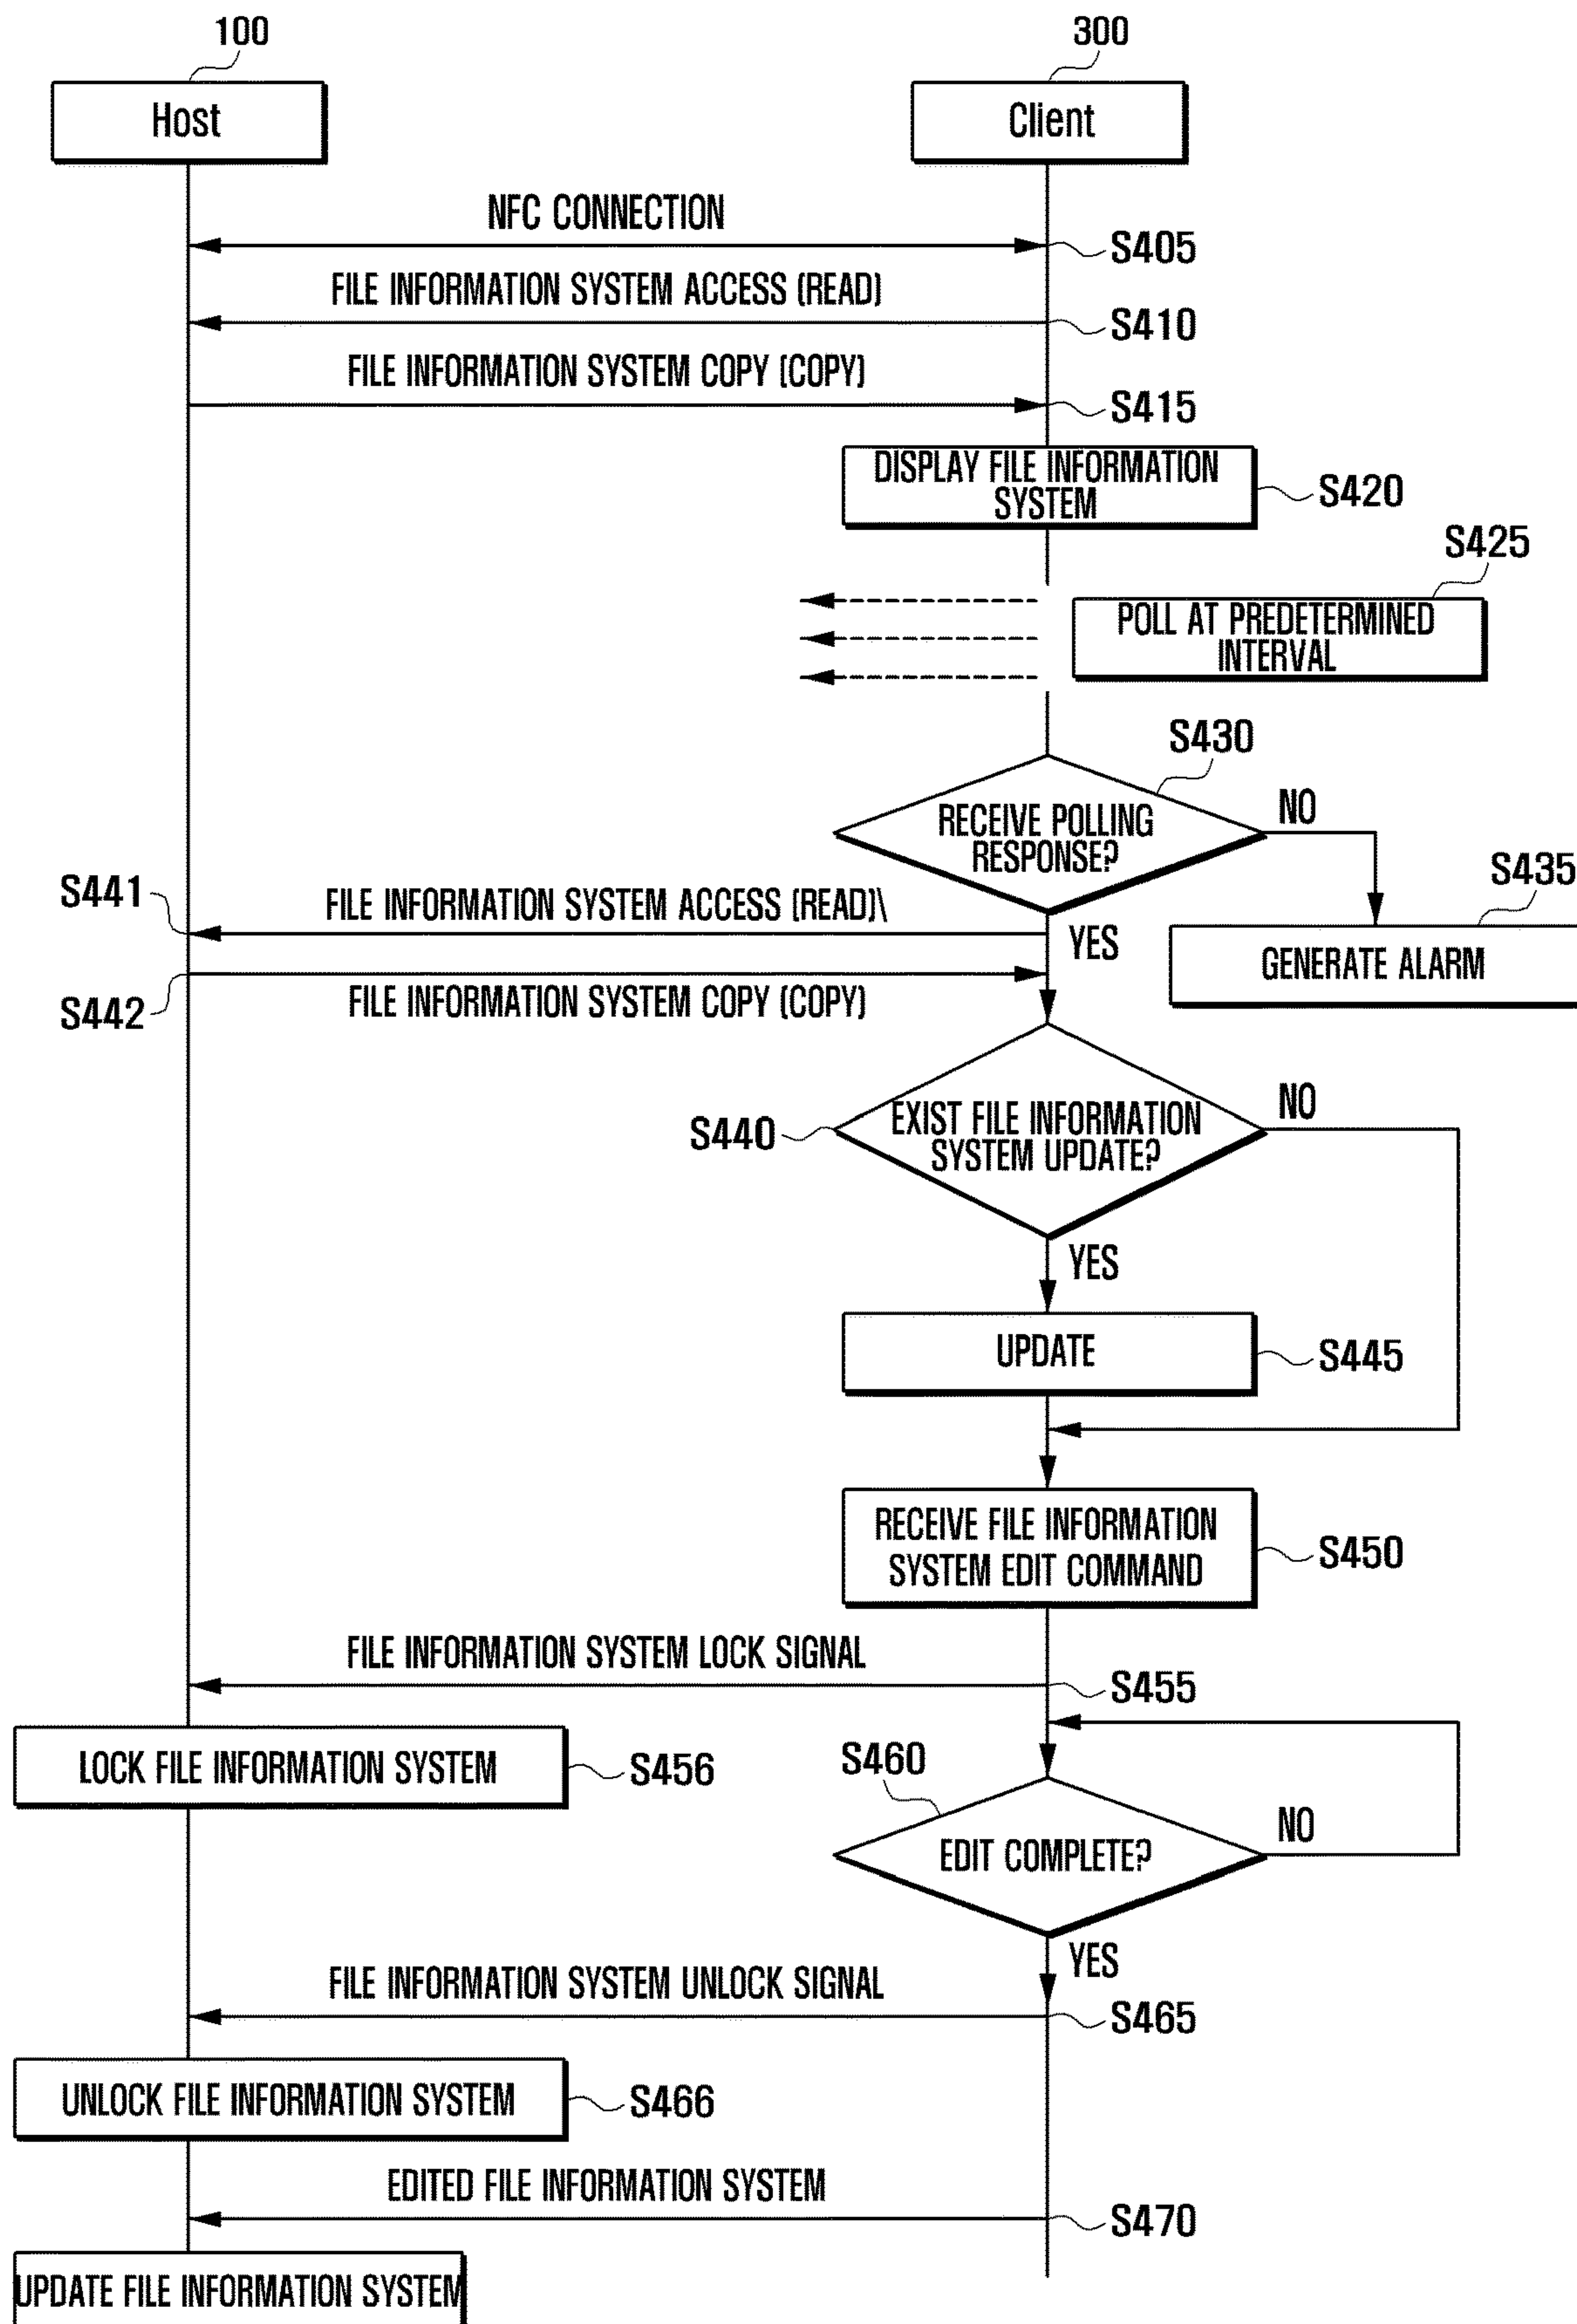 100
300
Host
Client
NFC CONNECTION
S405
FILE INFORMATION SYSTEM ACCESS (READ)
S410
FILE INFORMATION SYSTEM COPY (COPY)
S415
DISPLAY FILE INFORMATION
SYSTEM
S420
S425
POLL AT PREDETERMINED
INTERVAL
S430
RECEIVE POLLING
RESPONSE?
NO
S435
GENERATE ALARM
S441
FILE INFORMATION SYSTEM ACCESS (READ)\
YES
S442
FILE INFORMATION SYSTEM COPY (COPY)
S440
EXIST FILE INFORMATION
SYSTEM UPDATE?
NO
YES
UPDATE
S445
RECEIVE FILE INFORMATION
SYSTEM EDIT COMMAND
S450
FILE INFORMATION SYSTEM LOCK SIGNAL
S455
LOCK FILE INFORMATION SYSTEM
S456
S460
EDIT COMPLETE?
NO
YES
FILE INFORMATION SYSTEM UNLOCK SIGNAL
S465
UNLOCK FILE INFORMATION SYSTEM
S466
EDITED FILE INFORMATION SYSTEM
S470
UPDATE FILE INFORMATION SYSTEM